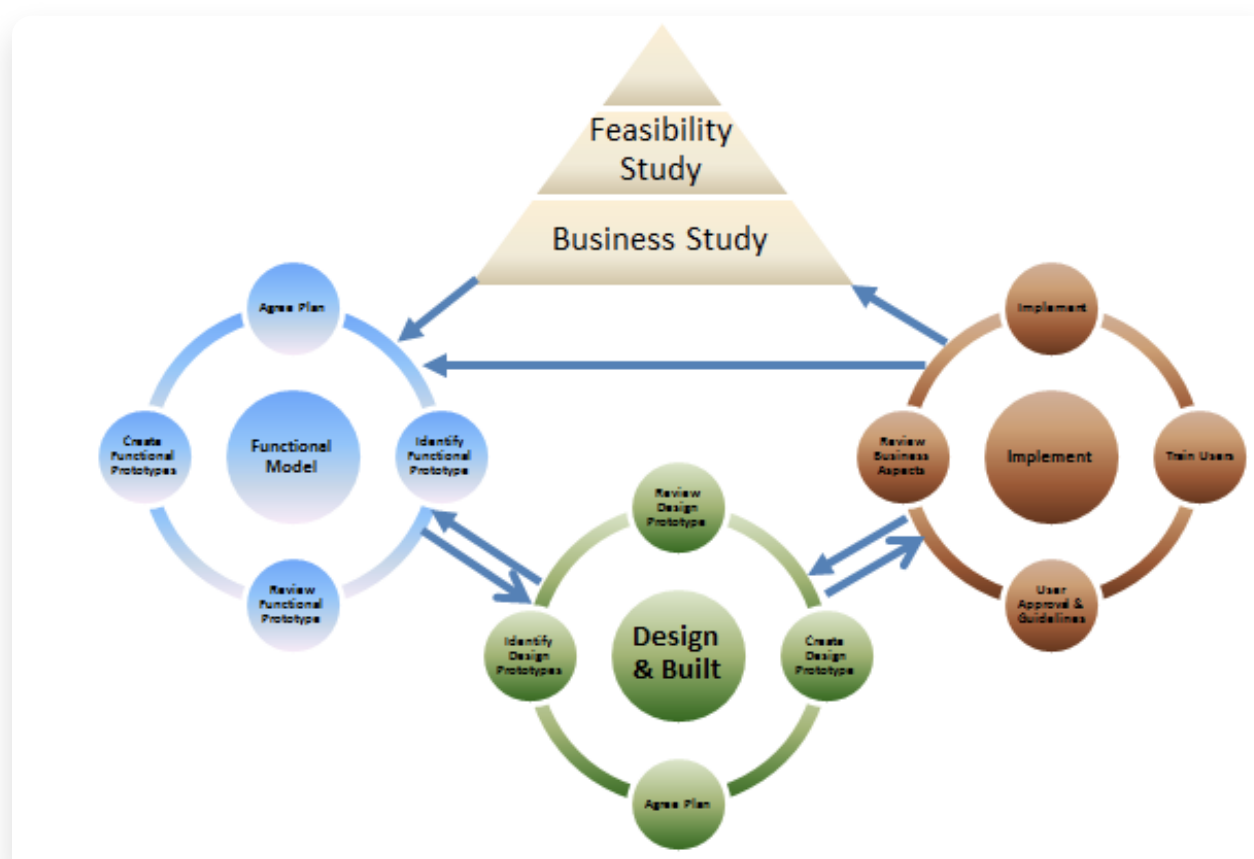 Feasibility
Study
Business Study
Agree Plan
Create
Functional
Prototypes
Functional
Model
Identify
Functional
Prototype
Review
Functional
Prototype
Review
Design
Prototype
Identify
Design
Prototypes
Design
& Built
Create
Design
Prototype
Agree Plan
Implement
Review
Business
Aspects
Implement
Train Users
User
Approval &
Guidelines